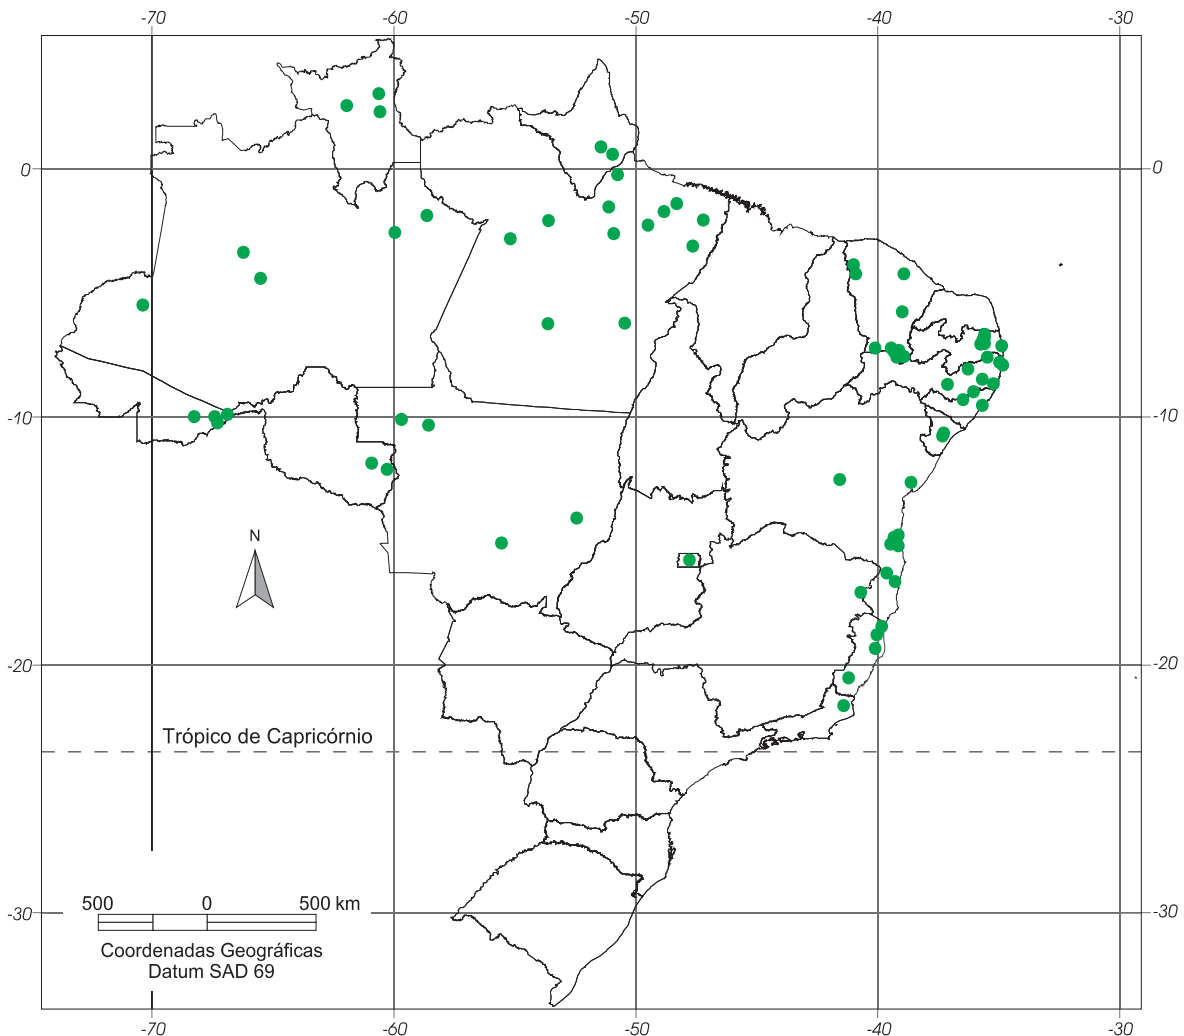 -70 -60 -50 -40 -30
0 0
-10 -10
N
-20 -20
Trópico de Capricórnio
500 0 500 km
-30 -30
Coordenadas Geográficas
Datum SAD 69
-70 -60 -50 -40 -30